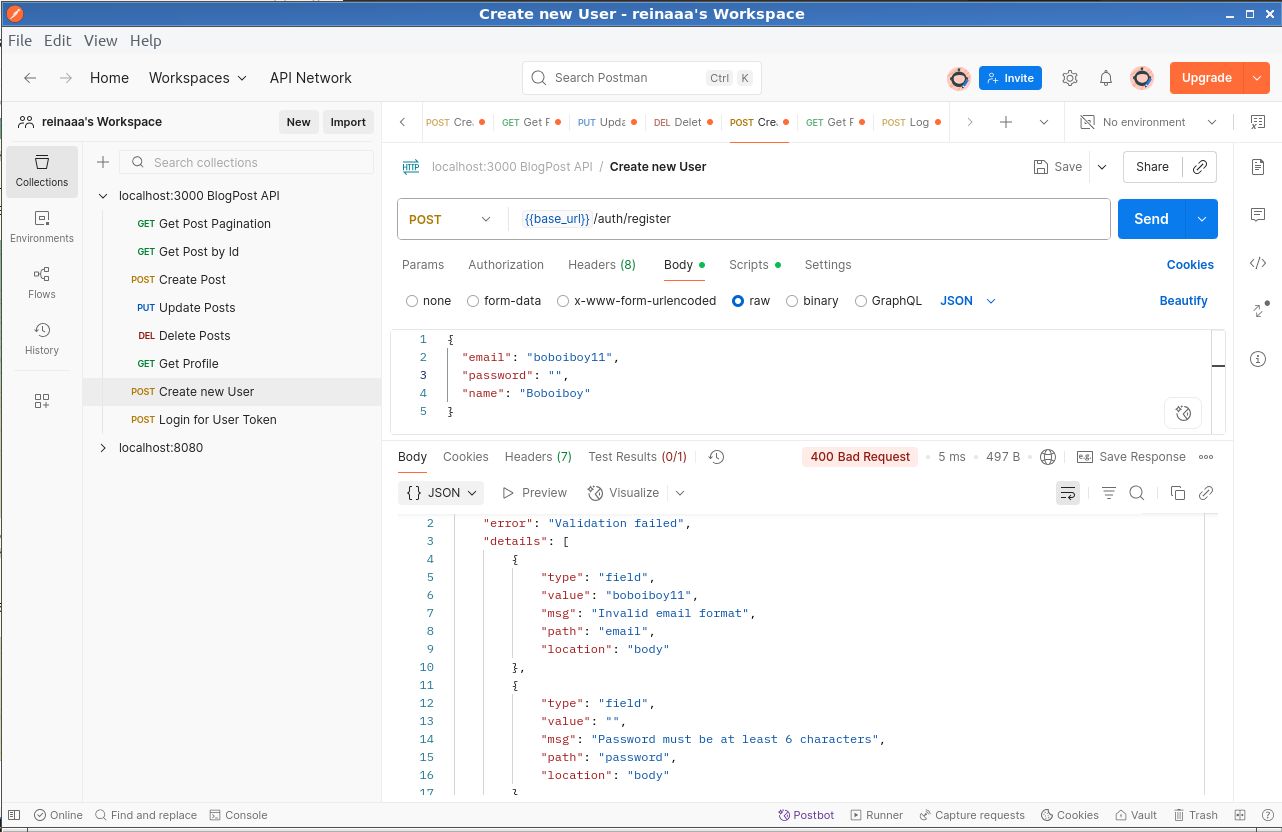 Create new User - reinaaa's Workspace
File Edit View Help
Home Workspaces API Network Search Postman Ctrl K Invite Upgrade
reinaaa's Workspace New Import
POST Cre. GET Get F PUT Upda DEL Delet POST Cre. GET Get F POST Log No environment
Collections
Environments
Flows
History
Search collections
localhost:3000 BlogPost API
GET Get Post Pagination
GET Get Post by Id
POST Create Post
PUT Update Posts
DEL Delete Posts
GET Get Profile
POST Create new User
POST Login for User Token
localhost:8080
HTTP localhost:3000 BlogPost API / Create new User Save Share
POST {{base_url}} /auth/register Send
Params Authorization Headers (8) Body Scripts Settings Cookies
none form-data x-www-form-urlencoded raw binary GraphQL JSON Beautify
1 {
2 "email": "boboiboy11",
3 "password": "",
4 "name": "Boboiboy"
5 }
Body Cookies Headers (7) Test Results (0/1) 400 Bad Request 5 ms 497 B e.g. Save Response
{} JSON Preview Visualize
2 "error": "Validation failed",
3 "details": [
4 {
5 "type": "field",
6 "value": "boboiboy11",
7 "msg": "Invalid email format",
8 "path": "email",
9 "location": "body"
10 },
11 {
12 "type": "field",
13 "value": "",
14 "msg": "Password must be at least 6 characters",
15 "path": "password",
16 "location": "body"
17 }
Online Find and replace Console Postbot Runner Capture requests Cookies Vault Trash